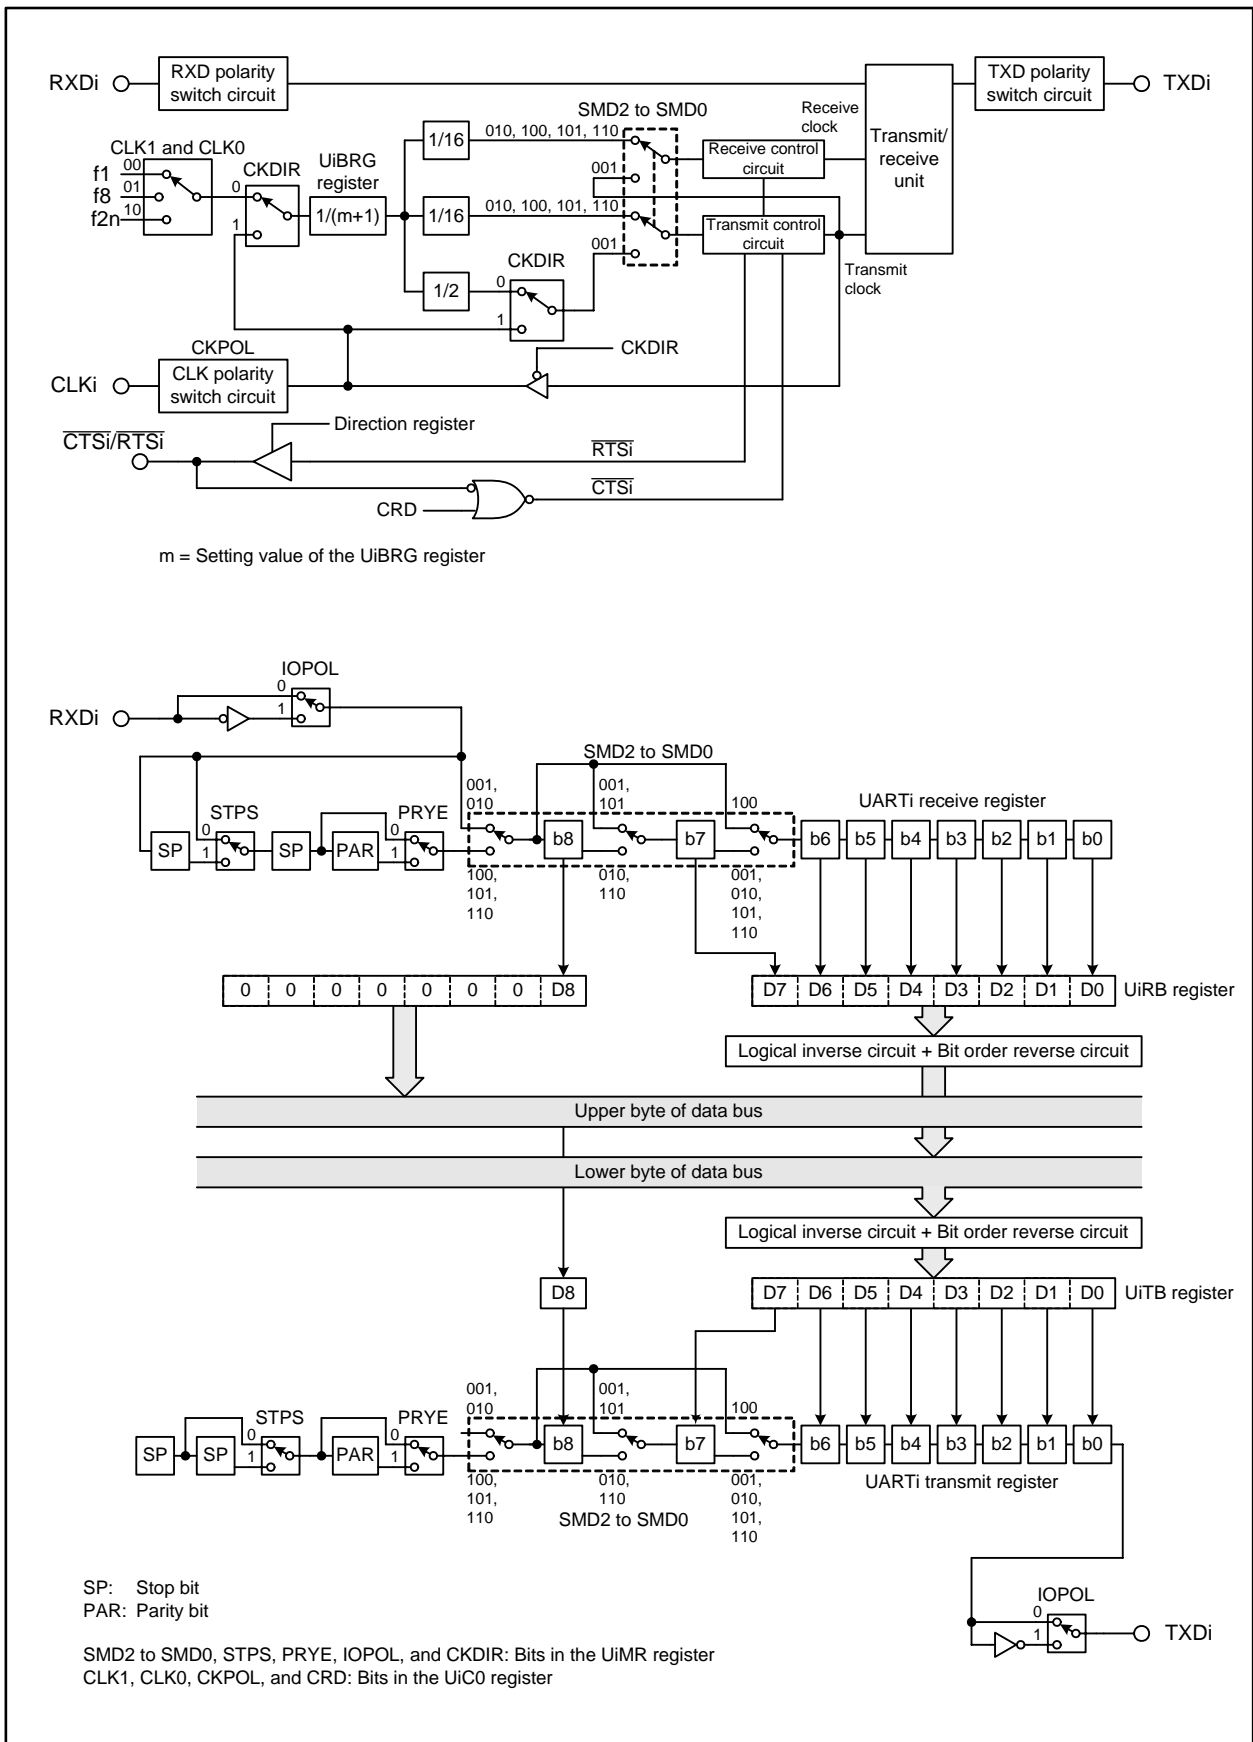 RXDi
RXD polarity
switch circuit
TXD polarity
switch circuit
TXDi
SMD2 to SMD0
Receive
clock
Transmit/
receive
unit
CLK1 and CLK0
f1
f8
f2n
00
01
10
CKDIR
0
1
UiBRG
register
1/(m+1)
1/16
010, 100, 101, 110
001
Receive control
circuit
1/16
010, 100, 101, 110
001
Transmit control
circuit
Transmit
clock
1/2
CKDIR
0
1
CKDIR
CKPOL
CLKi
CLK polarity
switch circuit
CTSi/RTSi
Direction register
RTSi
CRD
CTSi
m = Setting value of the UiBRG register
IOPOL
RXDi
0
1
SMD2 to SMD0
001,
010
001,
101
100
UARTi receive register
STPS
PRYE
SP
0
1
SP
PAR
0
1
b8
b7
b6
b5
b4
b3
b2
b1
b0
100,
101,
110
010,
110
001,
010,
101,
110
0 0 0 0 0 0 0 D8
D7 D6 D5 D4 D3 D2 D1 D0
UiRB register
Logical inverse circuit + Bit order reverse circuit
Upper byte of data bus
Lower byte of data bus
Logical inverse circuit + Bit order reverse circuit
D8
D7 D6 D5 D4 D3 D2 D1 D0
UiTB register
001,
010
001,
101
100
STPS
PRYE
SP
SP
0
1
PAR
0
1
b8
b7
b6
b5
b4
b3
b2
b1
b0
100,
101,
110
010,
110
001,
010,
101,
110
SMD2 to SMD0
UARTi transmit register
SP: Stop bit
PAR: Parity bit
IOPOL
0
1
TXDi
SMD2 to SMD0, STPS, PRYE, IOPOL, and CKDIR: Bits in the UiMR register
CLK1, CLK0, CKPOL, and CRD: Bits in the UiC0 register